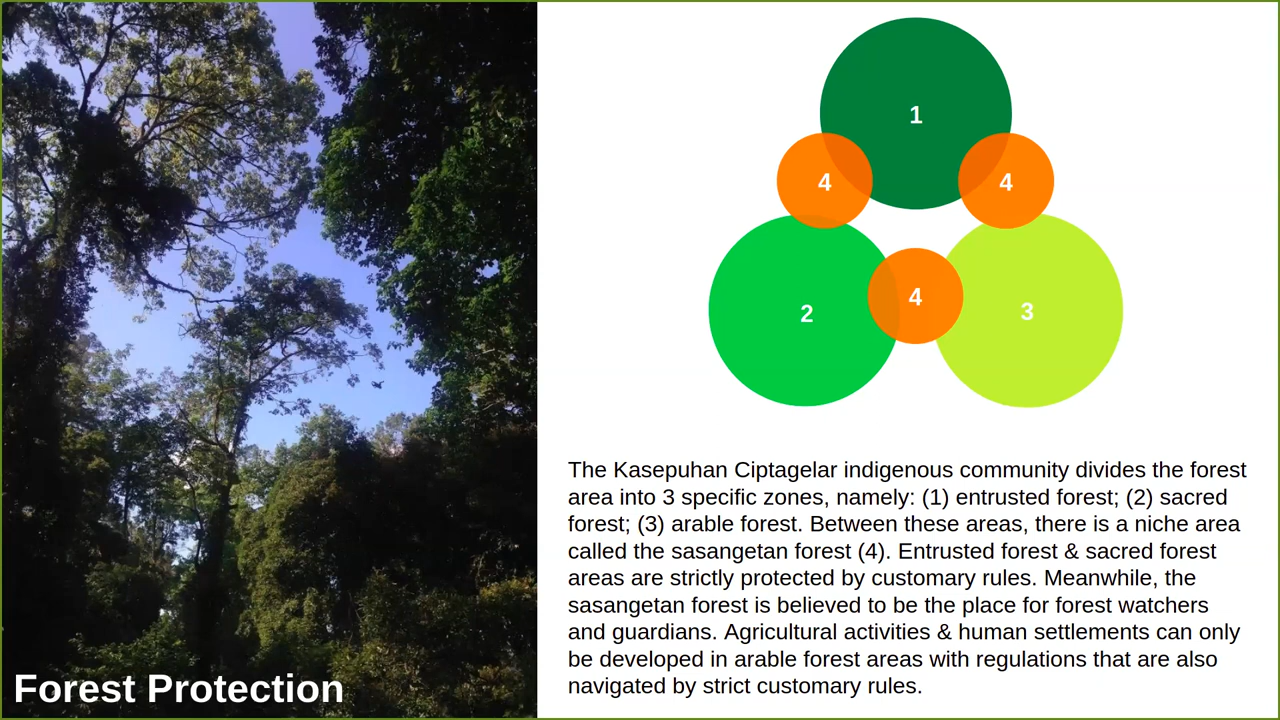 1
4
4
2
4
3
The Kasepuhan Ciptagelar indigenous community divides the forest
area into 3 specific zones, namely: (1) entrusted forest; (2) sacred
forest; (3) arable forest. Between these areas, there is a niche area
called the sasangetan forest (4). Entrusted forest & sacred forest
areas are strictly protected by customary rules. Meanwhile, the
sasangetan forest is believed to be the place for forest watchers
and guardians. Agricultural activities & human settlements can only
be developed in arable forest areas with regulations that are also
navigated by strict customary rules.
Forest Protection